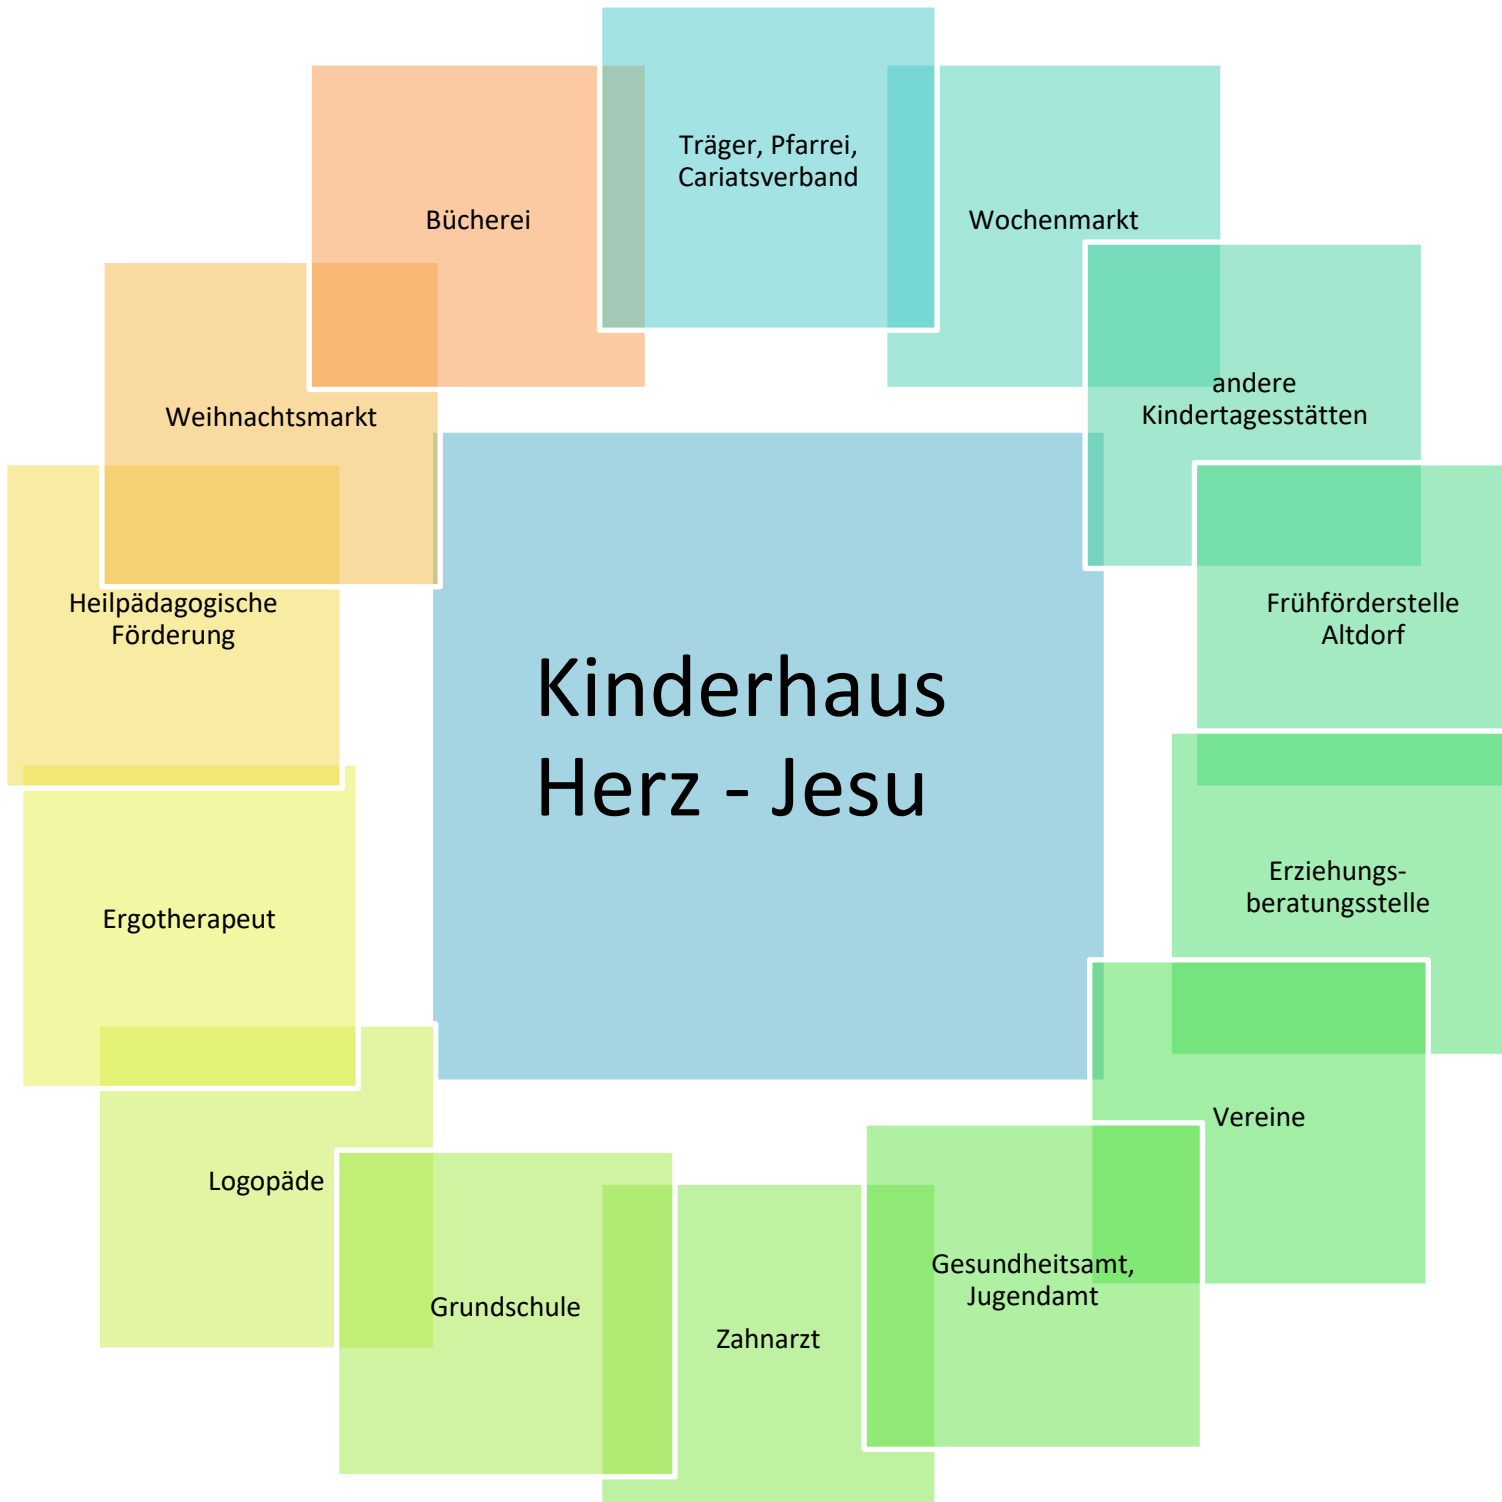 Träger, Pfarrei,
Cariatsverband
Wochenmarkt
andere
Kindertagesstätten
Frühförderstelle
Altdorf
Erziehungs-
beratungsstelle
Vereine
Gesundheitsamt,
Jugendamt
Zahnarzt
Grundschule
Logopäde
Ergotherapeut
Heilpädagogische
Förderung
Weihnachtsmarkt
Bücherei
Kinderhaus
Herz - Jesu